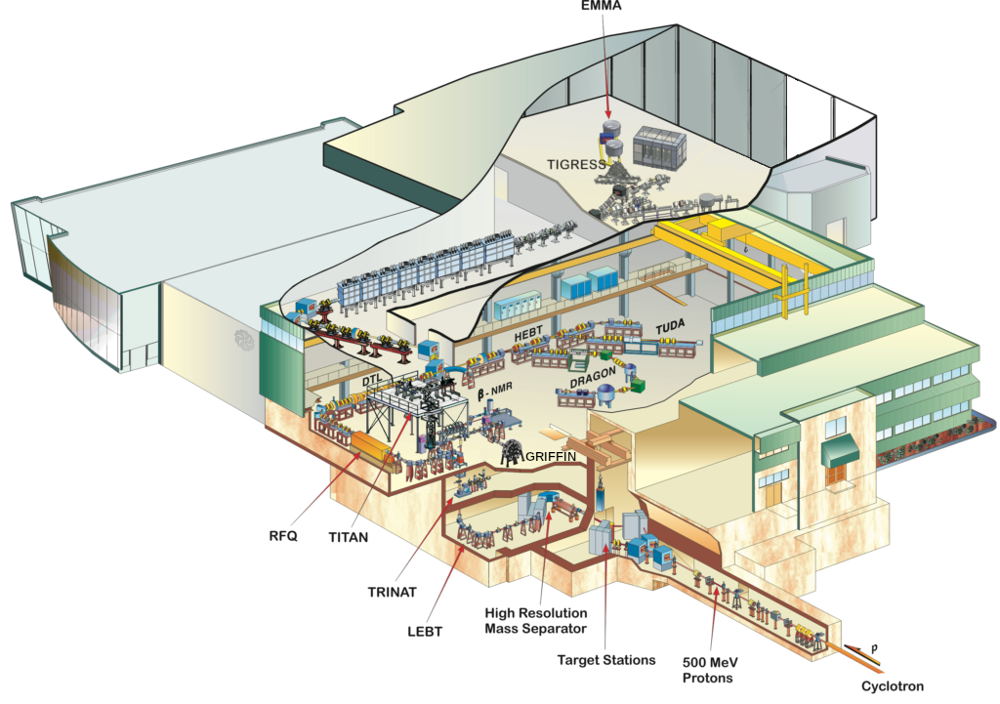 EMMA
TIGRESS
HEBT
TUDA
DTL
DRAGON
β - NMR
GRIFFIN
RFQ
TITAN
TRINAT
LEBT
High Resolution
Mass Separator
Target Stations
500 MeV
Protons
p
Cyclotron